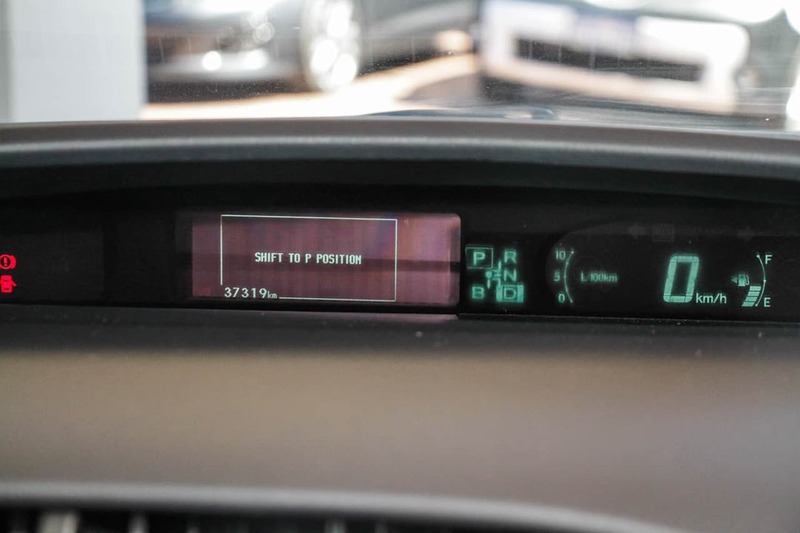 SHIFT TO P POSITION
37319km
P R
N
B D
10
5
0
L/100km
0 km/h
F
E